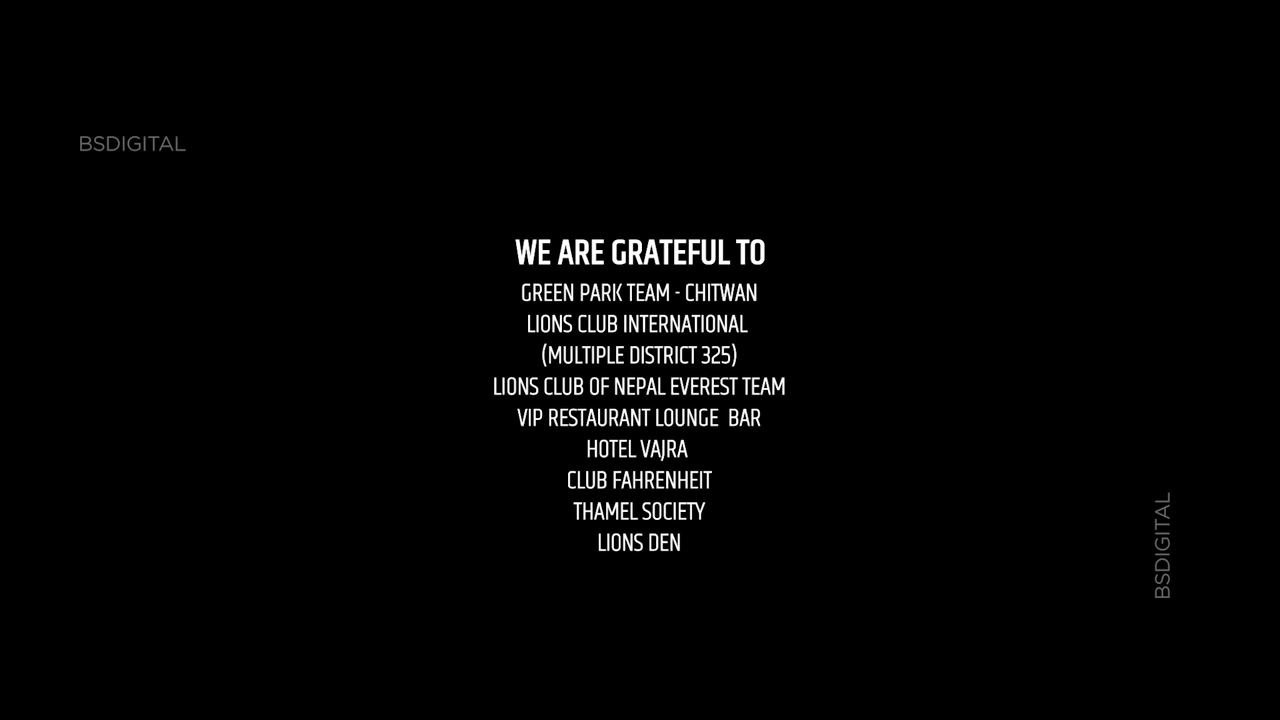 BSDIGITAL
WE ARE GRATEFUL TO
GREEN PARK TEAM - CHITWAN
LIONS CLUB INTERNATIONAL
(MULTIPLE DISTRICT 325)
LIONS CLUB OF NEPAL EVEREST TEAM
VIP RESTAURANT LOUNGE  BAR
HOTEL VAJRA
CLUB FAHRENHEIT
THAMEL SOCIETY
LIONS DEN
BSDIGITAL